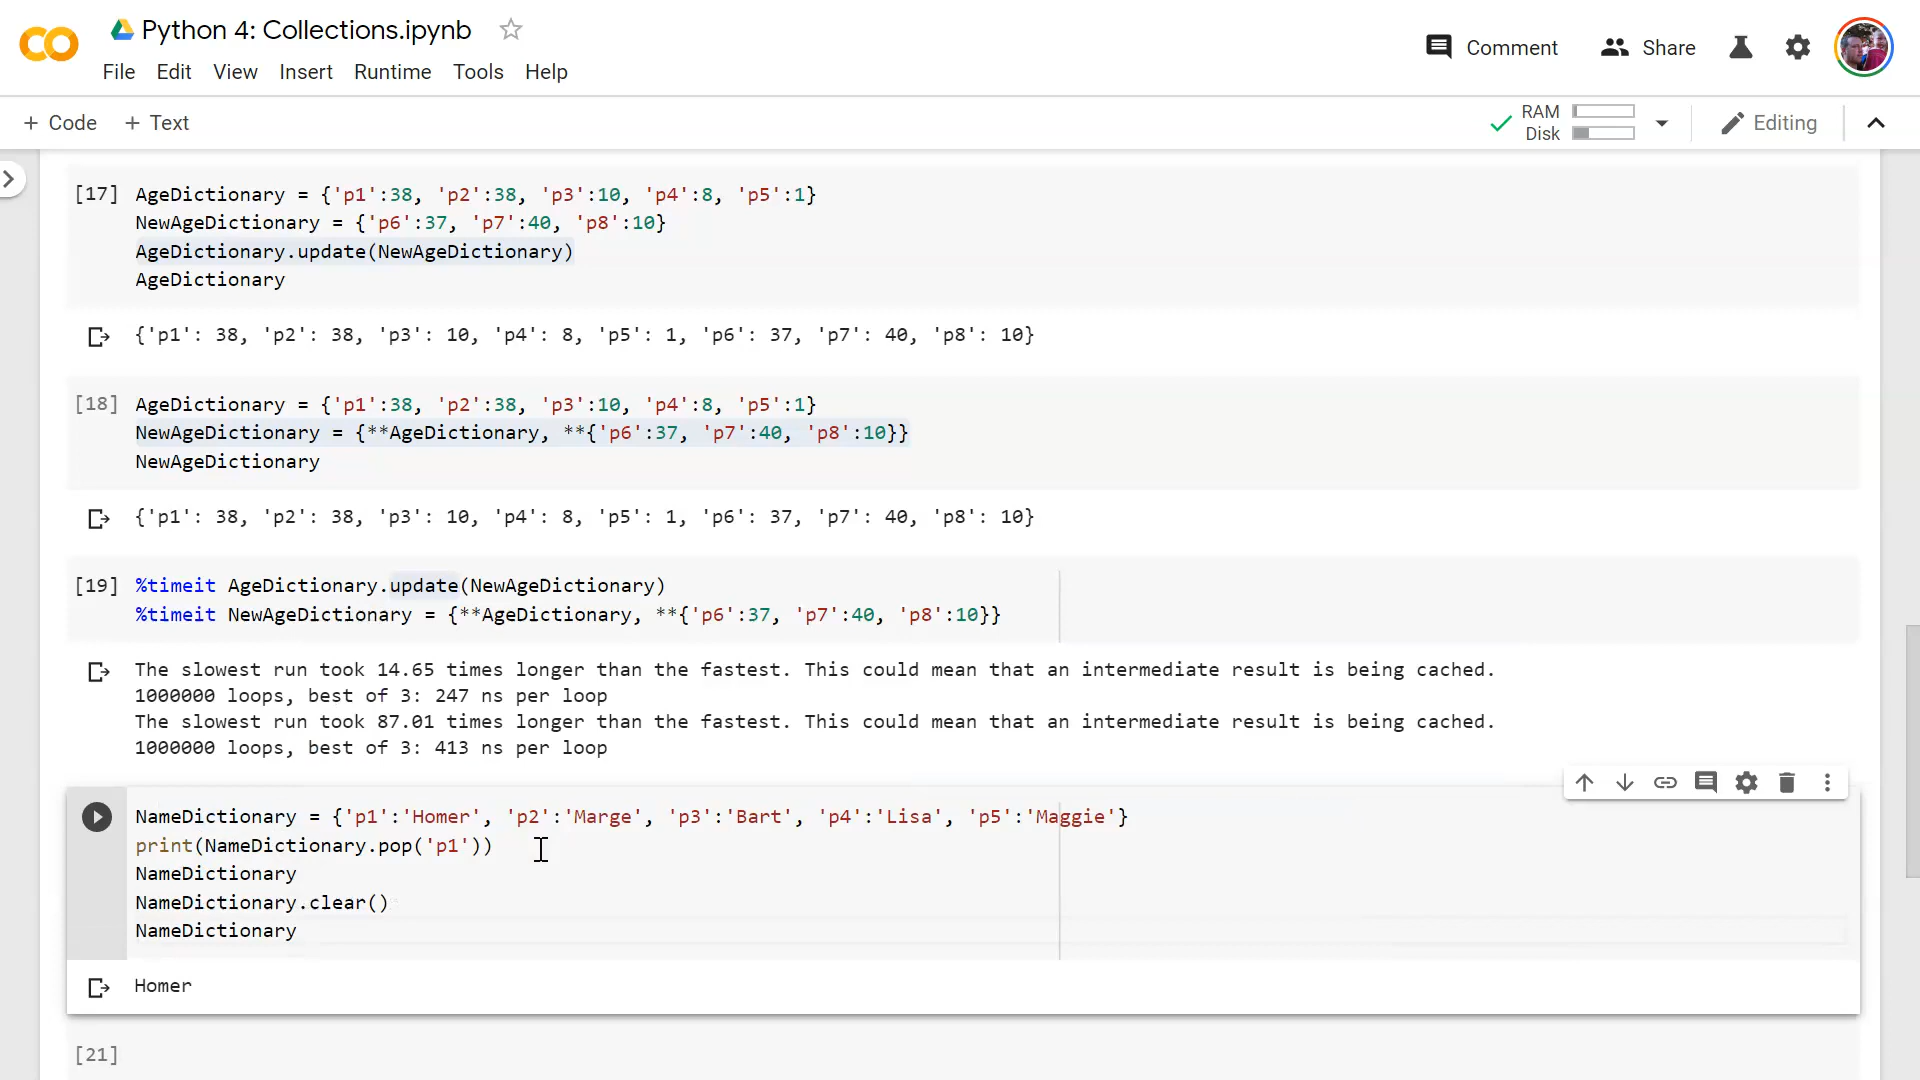 Python 4: Collections.ipynb
File Edit View Insert Runtime Tools Help
Comment
Share
+ Code + Text
RAM
Disk
Editing
[17] AgeDictionary = {'p1':38, 'p2':38, 'p3':10, 'p4':8, 'p5':1}
NewAgeDictionary = {'p6':37, 'p7':40, 'p8':10}
AgeDictionary.update(NewAgeDictionary)
AgeDictionary
{'p1': 38, 'p2': 38, 'p3': 10, 'p4': 8, 'p5': 1, 'p6': 37, 'p7': 40, 'p8': 10}
[18] AgeDictionary = {'p1':38, 'p2':38, 'p3':10, 'p4':8, 'p5':1}
NewAgeDictionary = {**AgeDictionary, **{'p6':37, 'p7':40, 'p8':10}}
NewAgeDictionary
{'p1': 38, 'p2': 38, 'p3': 10, 'p4': 8, 'p5': 1, 'p6': 37, 'p7': 40, 'p8': 10}
[19] %timeit AgeDictionary.update(NewAgeDictionary)
%timeit NewAgeDictionary = {**AgeDictionary, **{'p6':37, 'p7':40, 'p8':10}}
The slowest run took 14.65 times longer than the fastest. This could mean that an intermediate result is being cached.
1000000 loops, best of 3: 247 ns per loop
The slowest run took 87.01 times longer than the fastest. This could mean that an intermediate result is being cached.
1000000 loops, best of 3: 413 ns per loop
NameDictionary = {'p1':'Homer', 'p2':'Marge', 'p3':'Bart', 'p4':'Lisa', 'p5':'Maggie'}
print(NameDictionary.pop('p1'))
NameDictionary
NameDictionary.clear()
NameDictionary
Homer
[21]